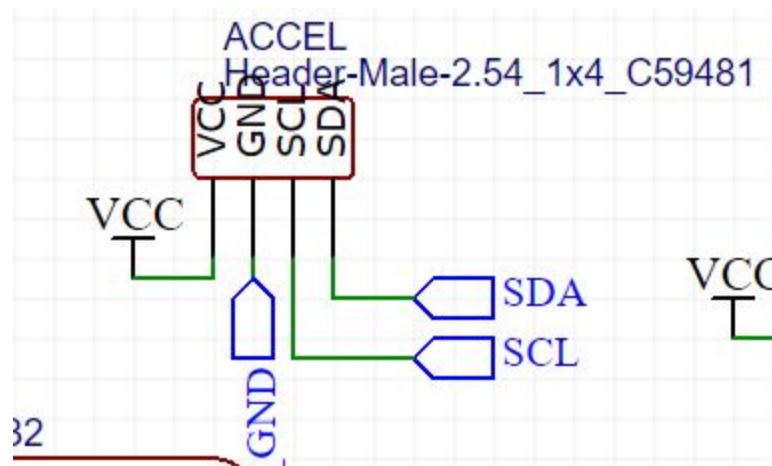 ACCEL
Header-Male-2.54_1x4_C59481
VCC
GND
SCL
SDA
VCC
SDA
VCC
SCL
GND
32